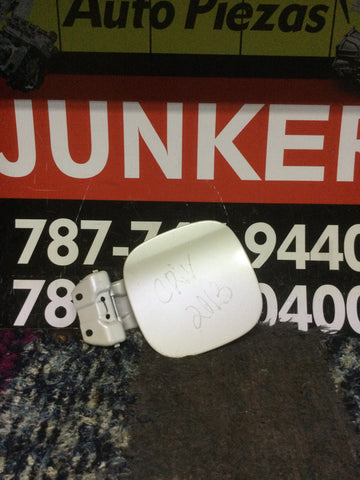 Auto Piezas
JUNKER
787-7 9440
78 0400
CRV
2013